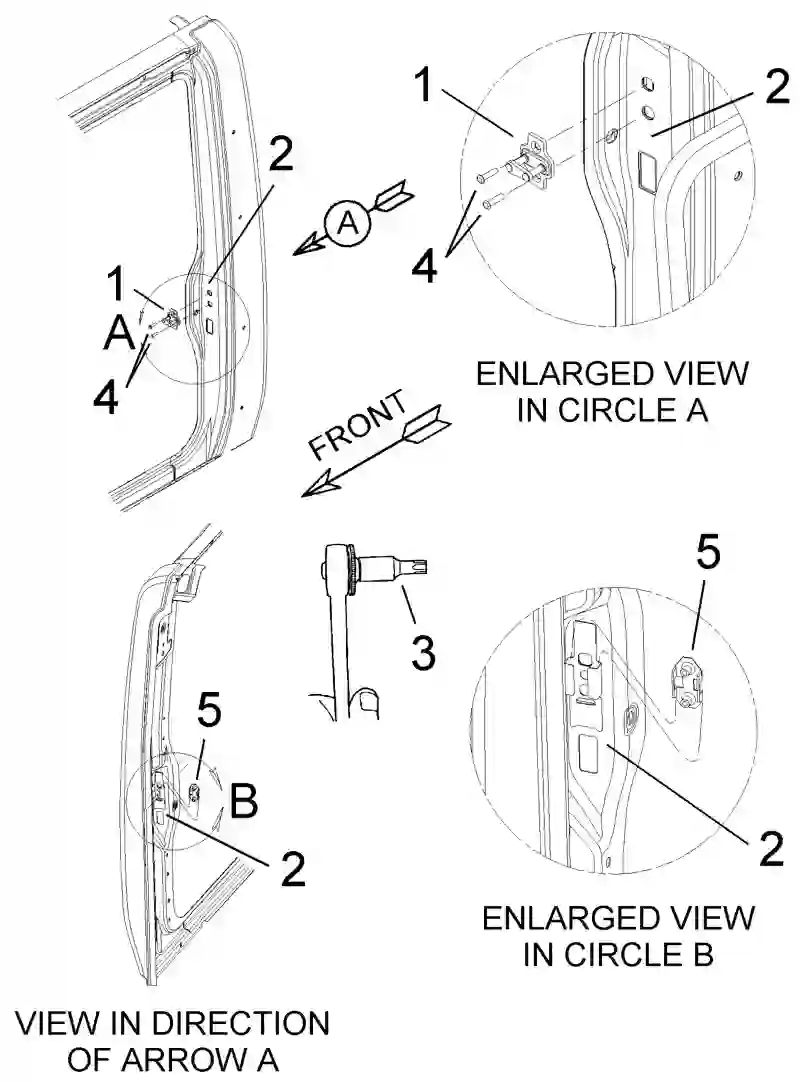 2
1
A
4
A
1
2
4
ENLARGED VIEW
IN CIRCLE A
FRONT
3
5
B
2
5
2
ENLARGED VIEW
IN CIRCLE B
VIEW IN DIRECTION
OF ARROW A